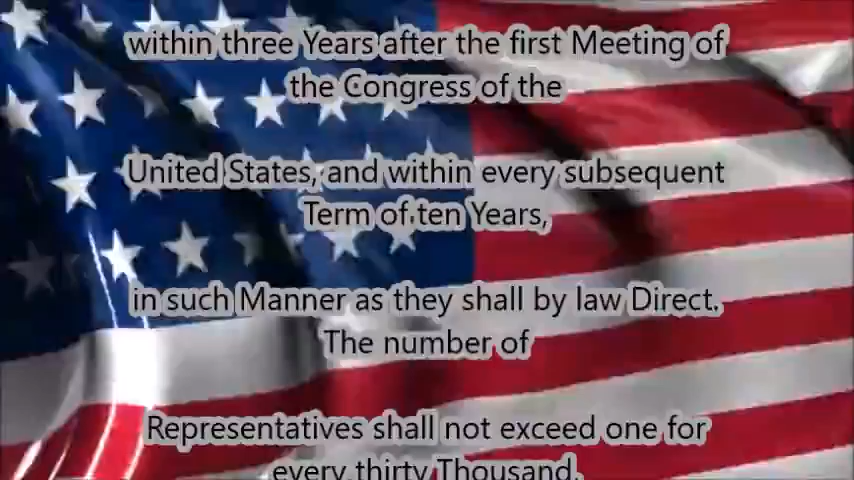 within three Years after the first Meeting of
the Congress of the
United States, and within every subsequent
Term of ten Years,
in such Manner as they shall by law Direct.
The number of
Representatives shall not exceed one for
every thirty Thousand,